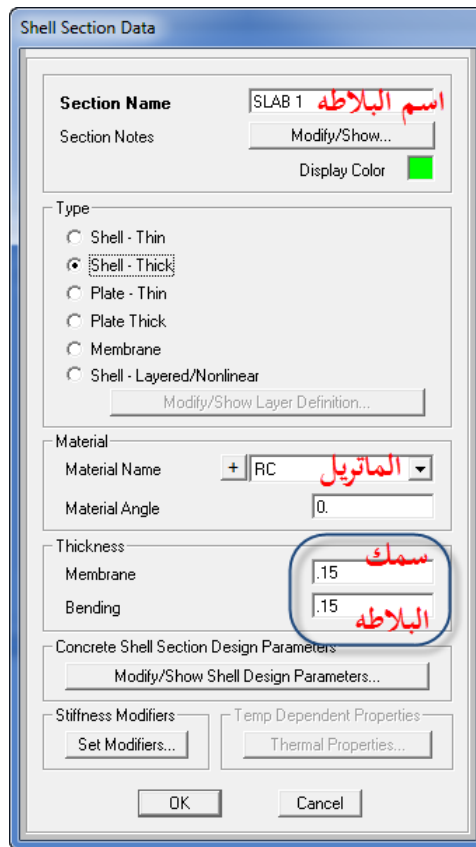 Shell Section Data
Section Name SLAB 1 اسم البلاطه
Section Notes Modify/Show...
Display Color
Type
Shell - Thin
Shell - Thick
Plate - Thin
Plate Thick
Membrane
Shell - Layered/Nonlinear
Modify/Show Layer Definition...
Material
Material Name + RC الماتريل
Material Angle 0.
Thickness
Membrane .15 سمك
Bending .15 البلاطه
Concrete Shell Section Design Parameters
Modify/Show Shell Design Parameters...
Stiffness Modifiers Temp Dependent Properties
Set Modifiers... Thermal Properties...
OK Cancel